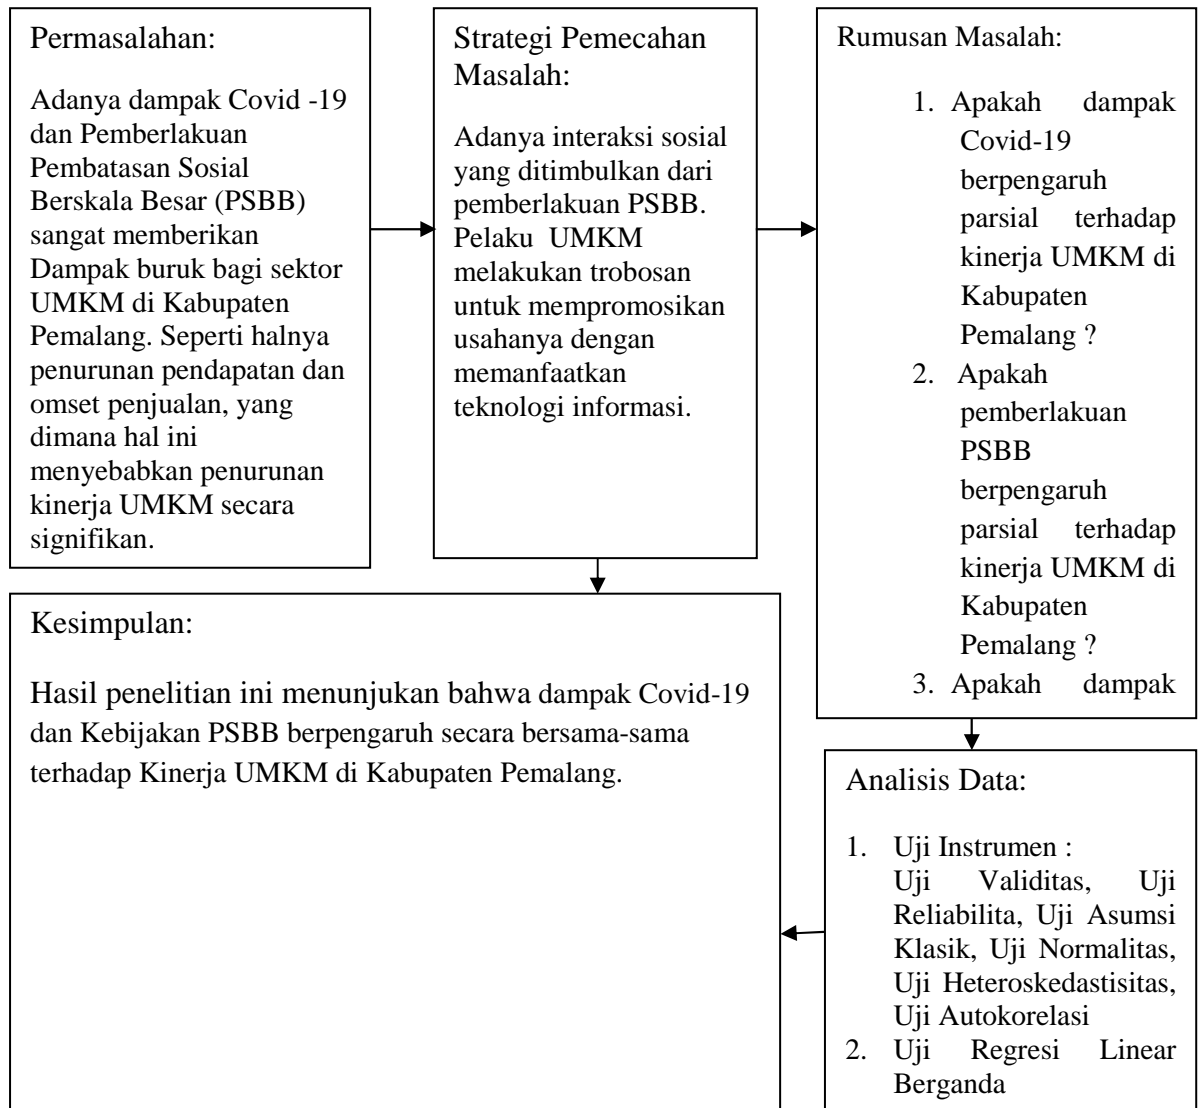 Permasalahan:
Adanya dampak Covid -19
dan Pemberlakuan
Pembatasan Sosial
Berskala Besar (PSBB)
sangat memberikan
Dampak buruk bagi sektor
UMKM di Kabupaten
Pemalang. Seperti halnya
penurunan pendapatan dan
omset penjualan, yang
dimana hal ini
menyebabkan penurunan
kinerja UMKM secara
signifikan.
Strategi Pemecahan
Masalah:
Adanya interaksi sosial
yang ditimbulkan dari
pemberlakuan PSBB.
Pelaku UMKM
melakukan trobosan
untuk mempromosikan
usahanya dengan
memanfaatkan
teknologi informasi.
Rumusan Masalah:
1. Apakah dampak
Covid-19
berpengaruh
parsial terhadap
kinerja UMKM di
Kabupaten
Pemalang ?
2. Apakah
pemberlakuan
PSBB
berpengaruh
parsial terhadap
kinerja UMKM di
Kabupaten
Pemalang ?
3. Apakah dampak
Analisis Data:
1. Uji Instrumen :
Uji Validitas, Uji
Reliabilita, Uji Asumsi
Klasik, Uji Normalitas,
Uji Heteroskedastisitas,
Uji Autokorelasi
2. Uji Regresi Linear
Berganda
Kesimpulan:
Hasil penelitian ini menunjukan bahwa dampak Covid-19
dan Kebijakan PSBB berpengaruh secara bersama-sama
terhadap Kinerja UMKM di Kabupaten Pemalang.